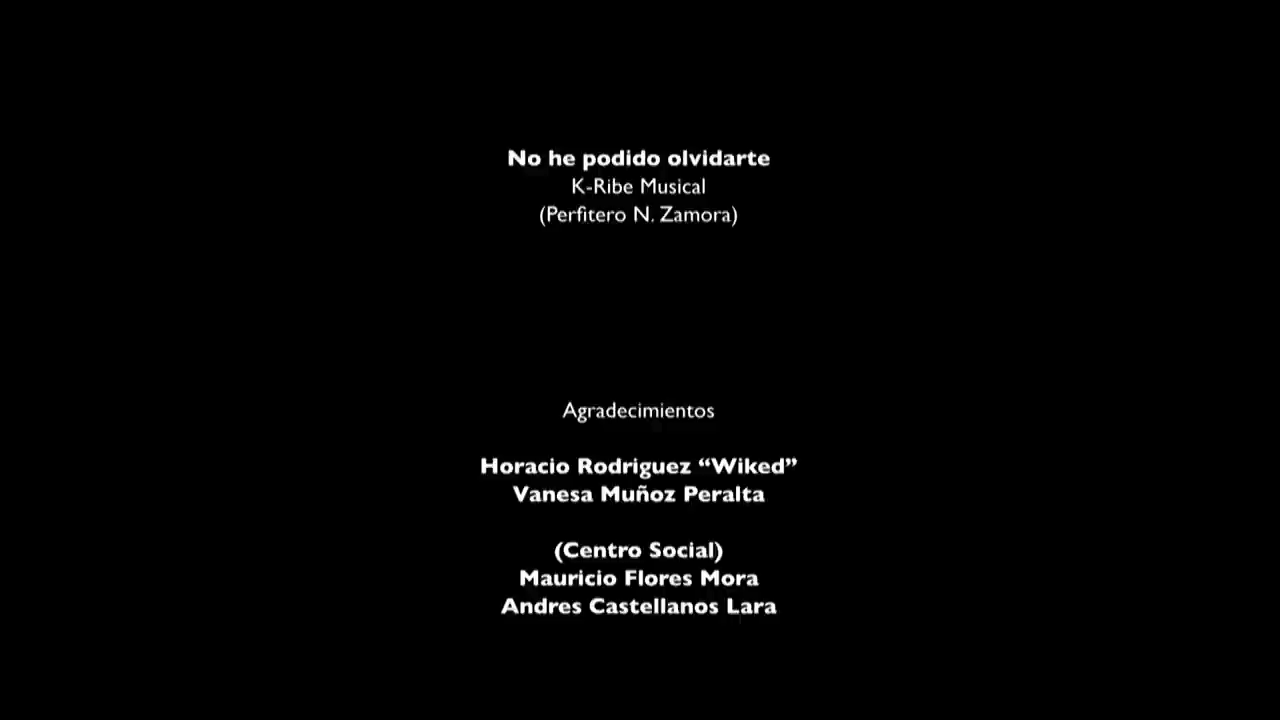 No he podido olvidarte
K-Ribe Musical
(Perfitero N. Zamora)
Agradecimientos
Horacio Rodriguez “Wiked”
Vanesa Muñoz Peralta
(Centro Social)
Mauricio Flores Mora
Andres Castellanos Lara